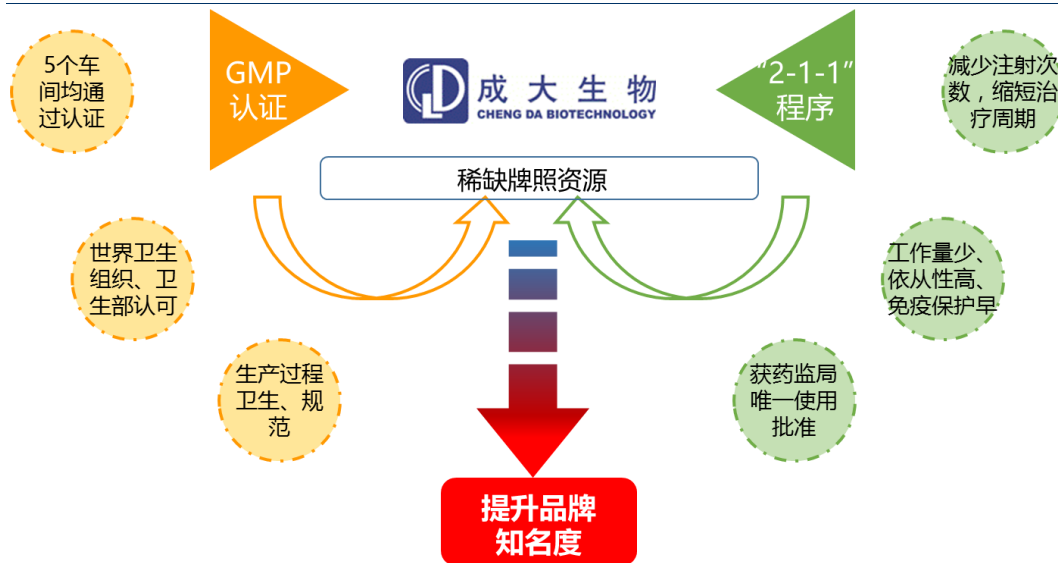 5个车
间均通
过认证
GMP
认证
成大生物
CHENG DA BIOTECHNOLOGY
"2-1-1"
程序
减少注射次
数，缩短治
疗周期
稀缺牌照资源
世界卫生
组织、卫
生部认可
工作量少、
依从性高、
免疫保护早
生产过程
卫生、规
范
获药监局
唯一使用
批准
提升品牌
知名度